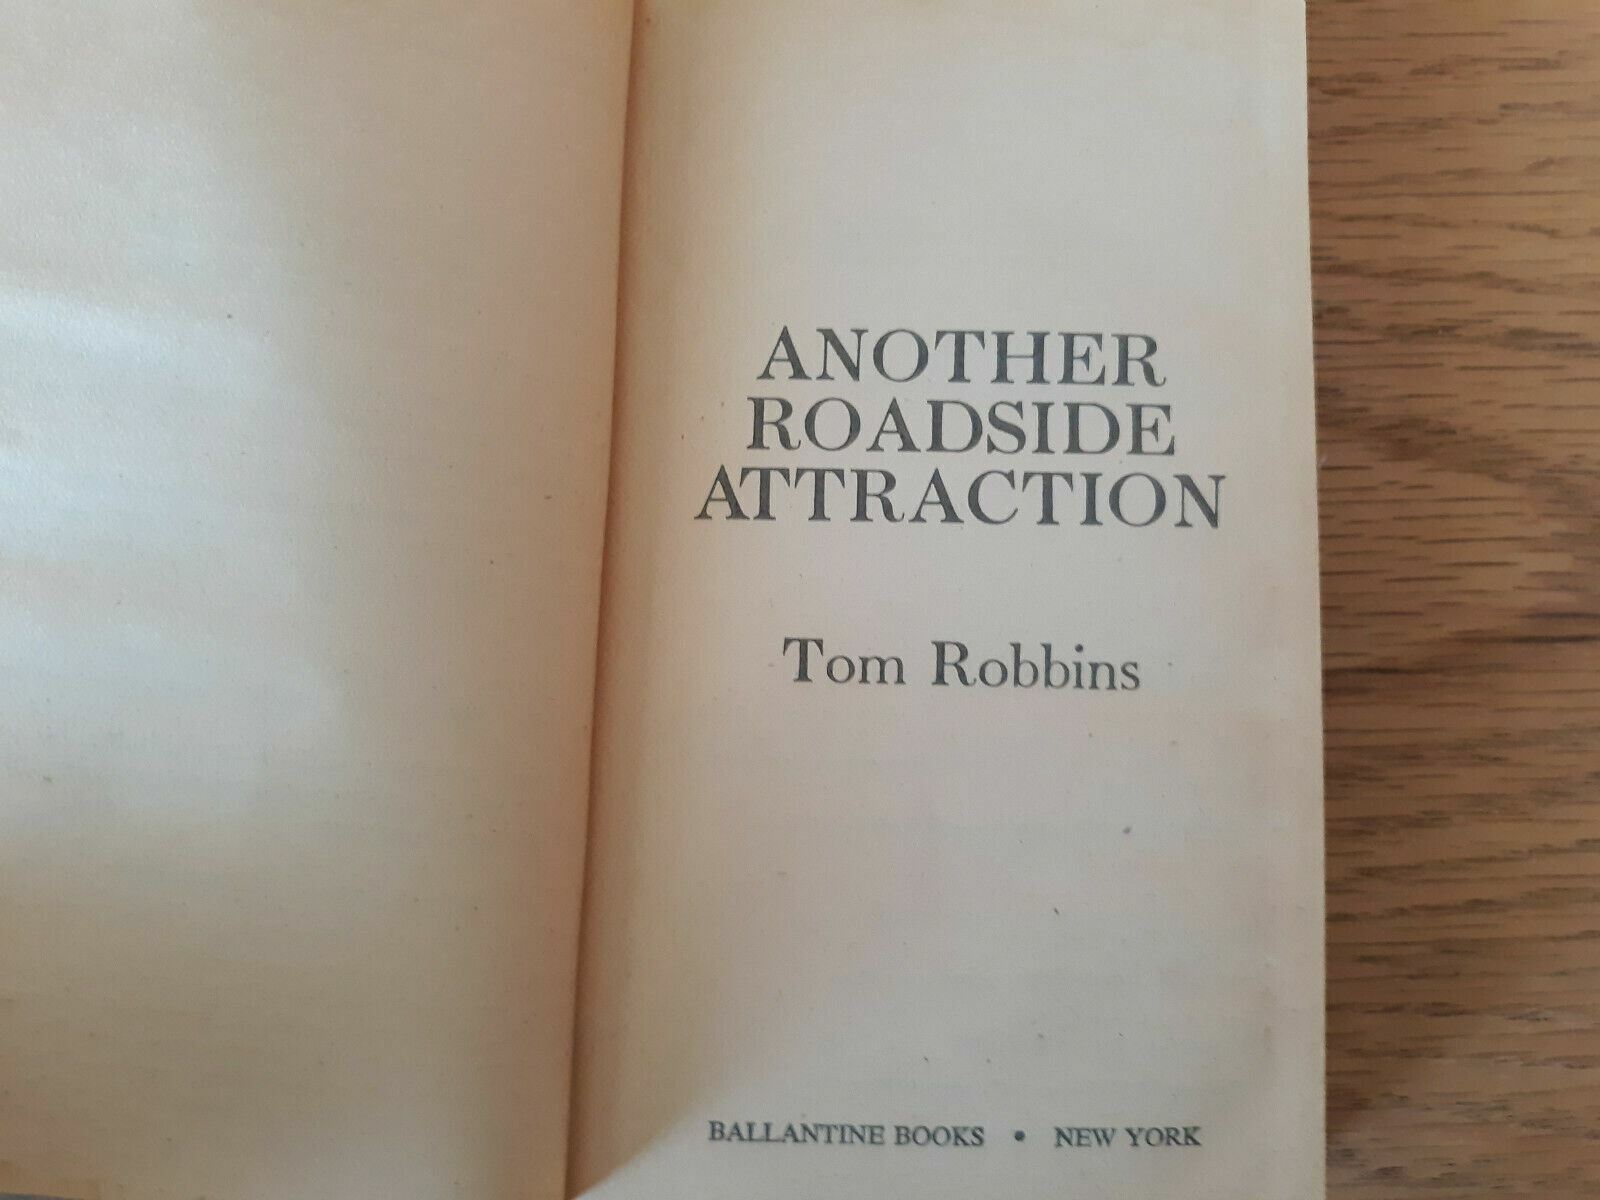 ANOTHER
ROADSIDE
ATTRACTION
Tom Robbins
BALLANTINE BOOKS • NEW YORK